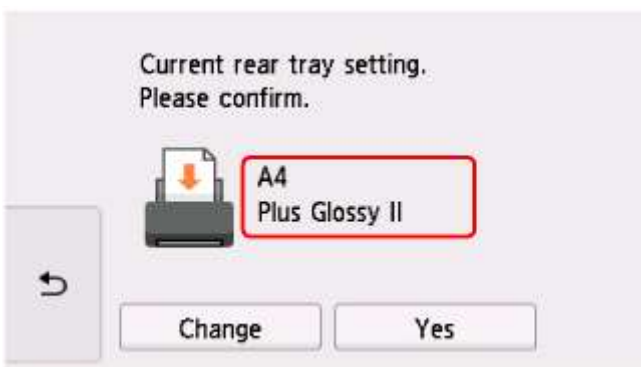 Current rear tray setting.
Please confirm.
A4
Plus Glossy II
Change
Yes